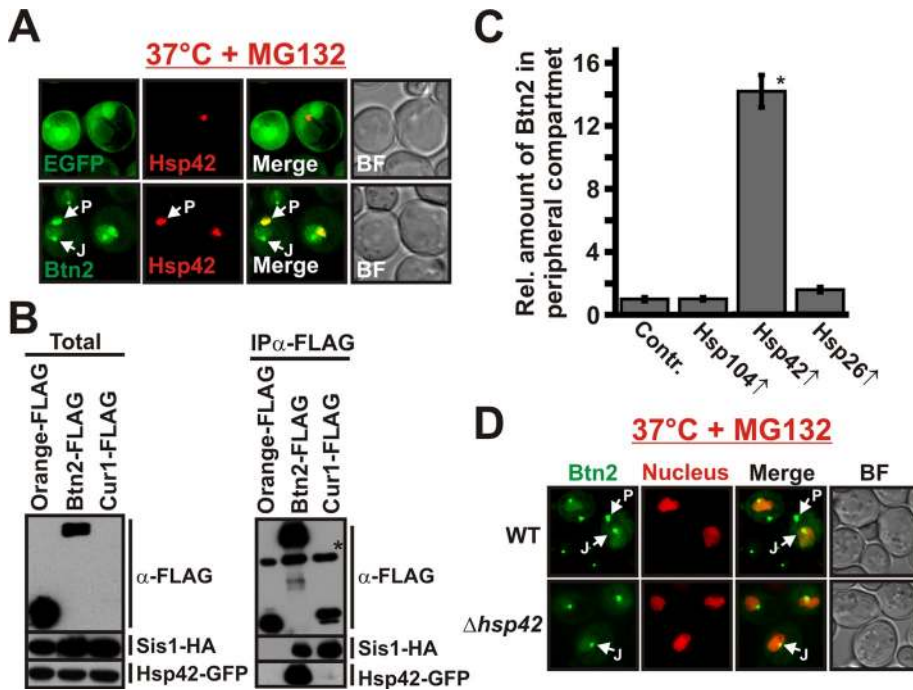 A
37°C + MG132
EGFP
Hsp42
Merge
BF
P
P
J
J
Btn2
Hsp42
Merge
BF
B
Total
IPα-FLAG
Orange-FLAG
Btn2-FLAG
Cur1-FLAG
Orange-FLAG
Btn2-FLAG
Cur1-FLAG
*
α-FLAG
α-FLAG
Sis1-HA
Sis1-HA
Hsp42-GFP
Hsp42-GFP
C
Rel. amount of Btn2 in
peripheral compartmet
16
12
8
4
0
*
Contr.
Hsp104↑
Hsp42↑
Hsp26↑
D
37°C + MG132
Btn2
Nucleus
Merge
BF
WT
P
J
P
J
Δhsp42
J
J